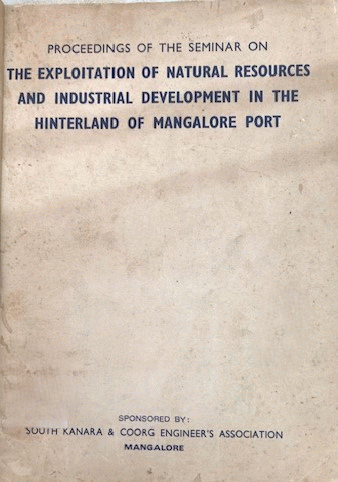 PROCEEDINGS OF THE SEMINAR ON
THE EXPLOITATION OF NATURAL RESOURCES
AND INDUSTRIAL DEVELOPMENT IN THE
HINTERLAND OF MANGALORE PORT
SPONSORED BY:
SOUTH KANARA & COORG ENGINEER'S ASSOCIATION
MANGALORE